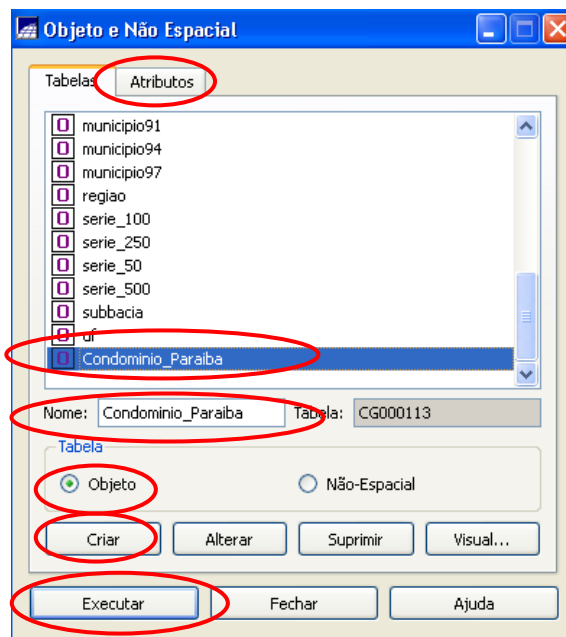 Objeto e Não Espacial
Tabelas Atributos
O municipio91
O municipio94
O municipio97
O regiao
O serie_100
O serie_250
O serie_50
O serie_500
O subbacia
O uf
O Condominio_Paraiba
Nome: Condominio_Paraiba Tabela: CG000113
Tabela
Objeto Não-Espacial
Criar Alterar Suprimir Visual...
Executar Fechar Ajuda